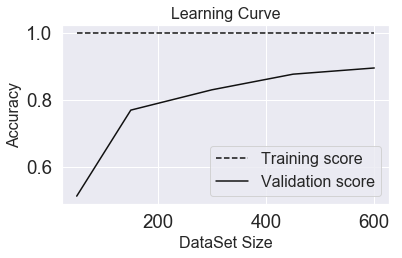 Learning Curve
1.0
0.8
0.6
Accuracy
Training score
Validation score
200
400
600
DataSet Size